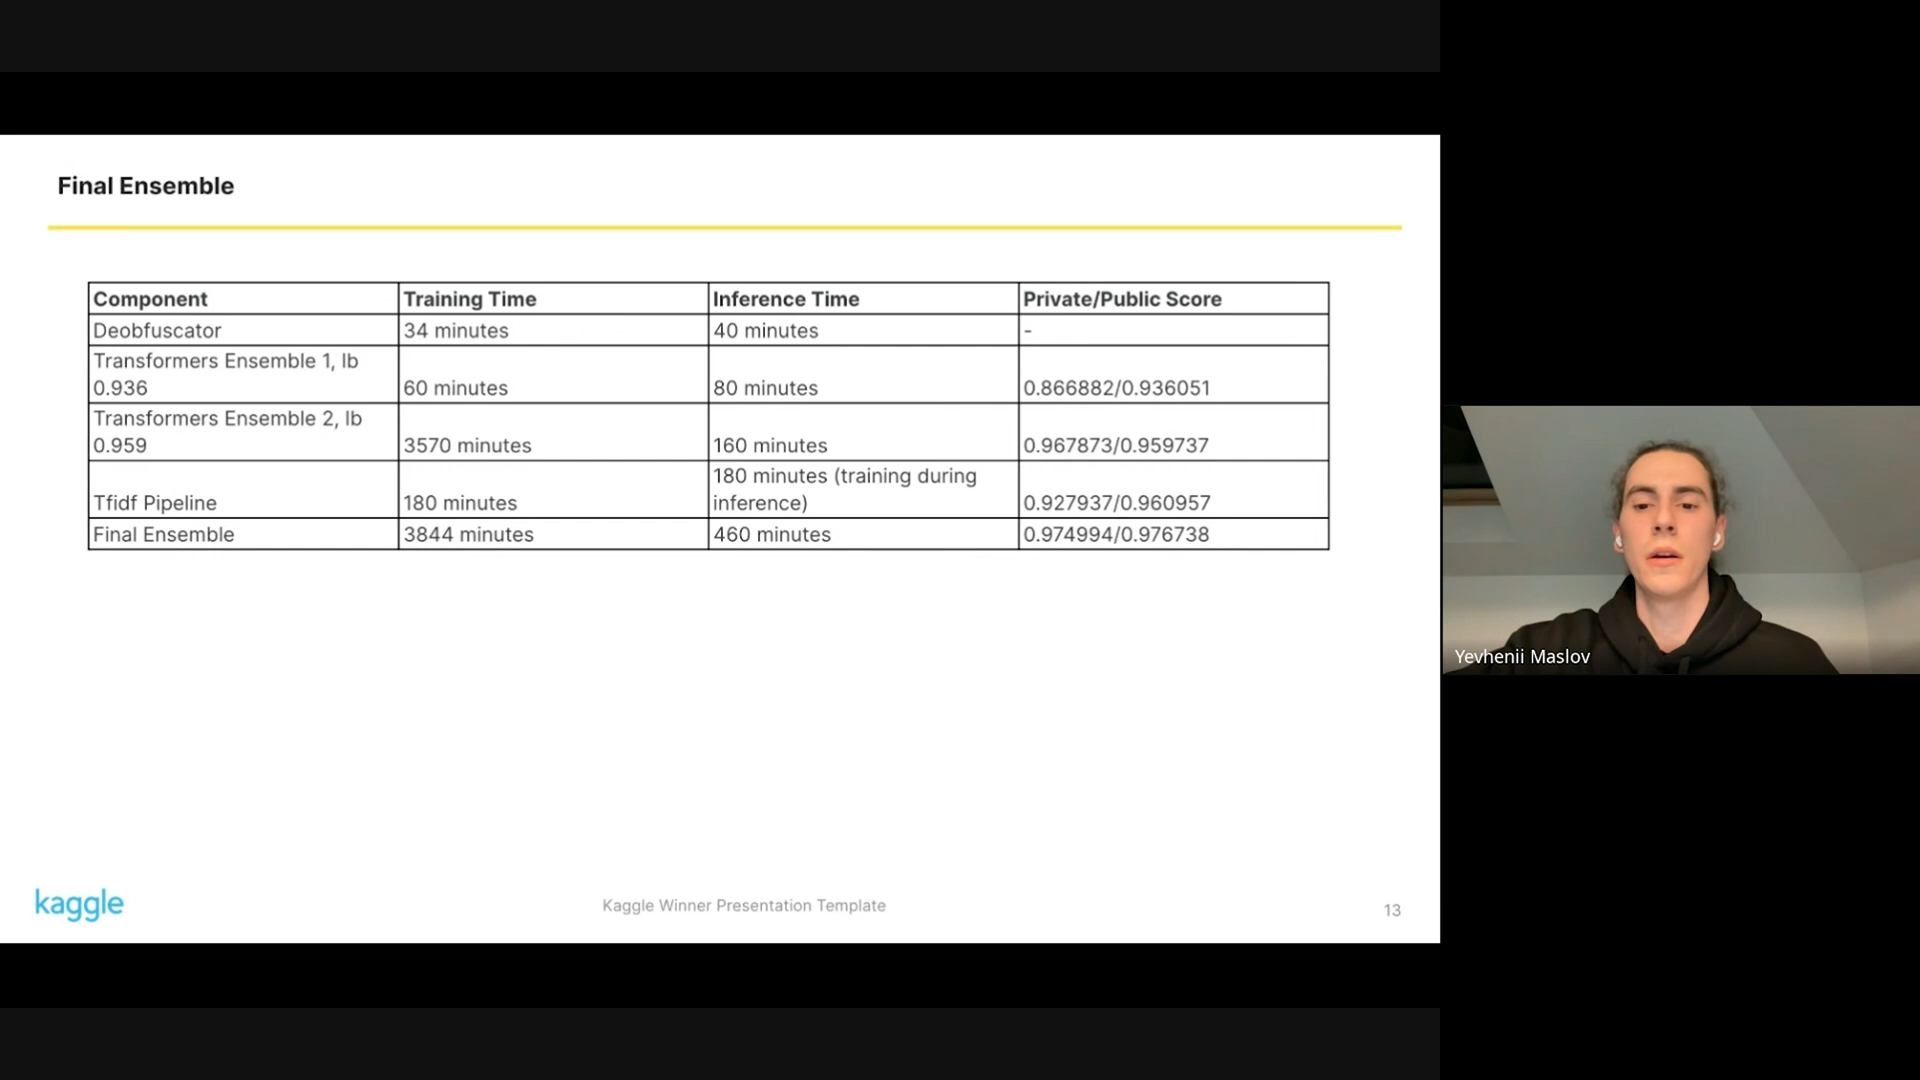 Final Ensemble
Component Training Time Inference Time Private/Public Score
Deobfuscator 34 minutes 40 minutes -
Transformers Ensemble 1, lb
0.936 60 minutes 80 minutes 0.866882/0.936051
Transformers Ensemble 2, lb
0.959 3570 minutes 160 minutes 0.967873/0.959737
180 minutes (training during
Tfidf Pipeline 180 minutes inference) 0.927937/0.960957
Final Ensemble 3844 minutes 460 minutes 0.974994/0.976738
Yevhenii Maslov
kaggle
Kaggle Winner Presentation Template
13